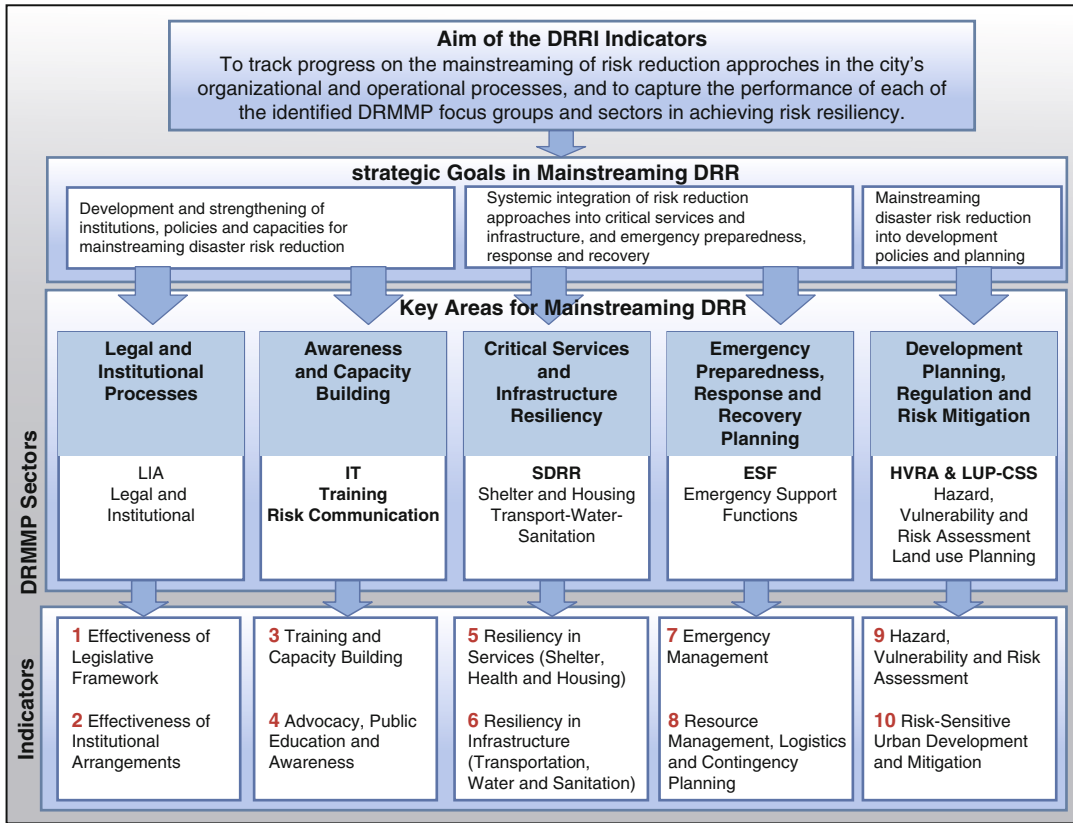 Aim of the DRRI Indicators
To track progress on the mainstreaming of risk reduction approches in the city's
organizational and operational processes, and to capture the performance of each of
the identified DRMMP focus groups and sectors in achieving risk resiliency.
strategic Goals in Mainstreaming DRR
Development and strengthening of
institutions, policies and capacities for
mainstreaming disaster risk reduction
Systemic integration of risk reduction
approaches into critical services and
infrastructure, and emergency preparedness,
response and recovery
Mainstreaming
disaster risk reduction
into development
policies and planning
DRMMP Sectors
Key Areas for Mainstreaming DRR
Legal and
Institutional
Processes
LIA
Legal and
Institutional
Awareness
and Capacity
Building
IT
Training
Risk Communication
Critical Services
and
Infrastructure
Resiliency
SDRR
Shelter and Housing
Transport-Water-
Sanitation
Emergency
Preparedness,
Response and
Recovery
Planning
ESF
Emergency Support
Functions
Development
Planning,
Regulation and
Risk Mitigation
HVRA & LUP-CSS
Hazard,
Vulnerability and
Risk Assessment
Land use Planning
Indicators
1 Effectiveness of
Legislative
Framework
2 Effectiveness of
Institutional
Arrangements
3 Training and
Capacity Building
4 Advocacy, Public
Education and
Awareness
5 Resiliency in
Services (Shelter,
Health and Housing)
6 Resiliency in
Infrastructure
(Transportation,
Water and Sanitation)
7 Emergency
Management
8 Resource
Management, Logistics
and Contingency
Planning
9 Hazard,
Vulnerability and Risk
Assessment
10 Risk-Sensitive
Urban Development
and Mitigation